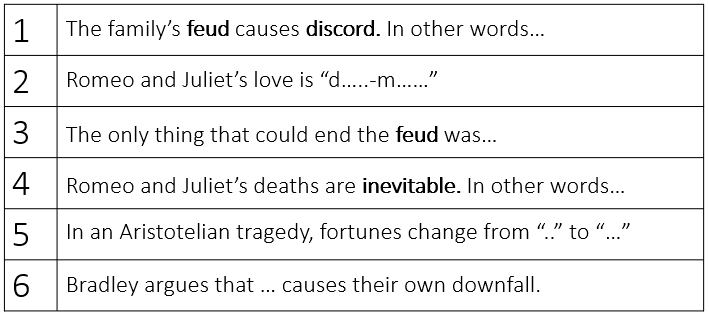 1 The family’s feud causes discord. In other words…
2 Romeo and Juliet’s love is “d…..-m……”
3 The only thing that could end the feud was…
4 Romeo and Juliet’s deaths are inevitable. In other words…
5 In an Aristotelian tragedy, fortunes change from “..” to “…”
6 Bradley argues that … causes their own downfall.